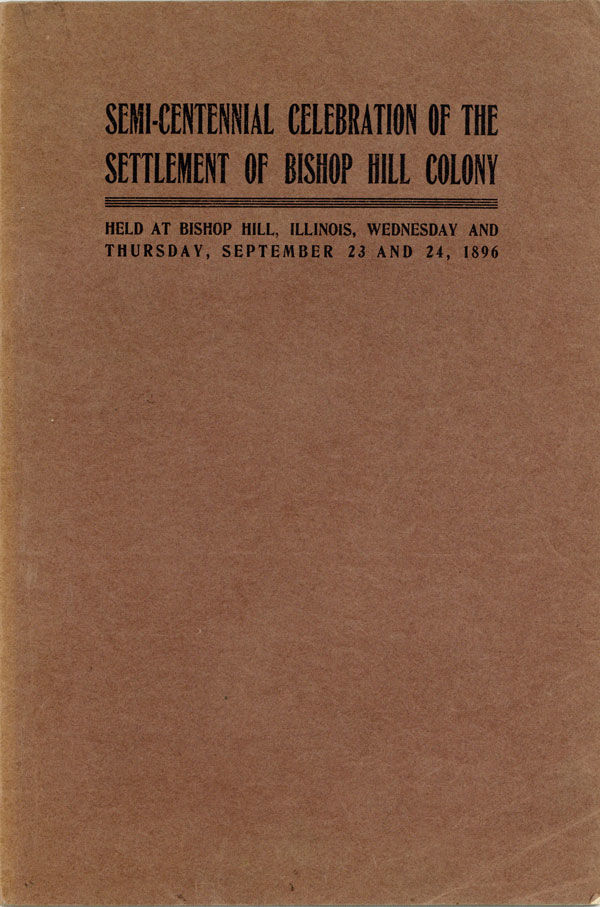 SEMI-CENTENNIAL CELEBRATION OF THE
SETTLEMENT OF BISHOP HILL COLONY
HELD AT BISHOP HILL, ILLINOIS, WEDNESDAY AND
THURSDAY, SEPTEMBER 23 AND 24, 1896